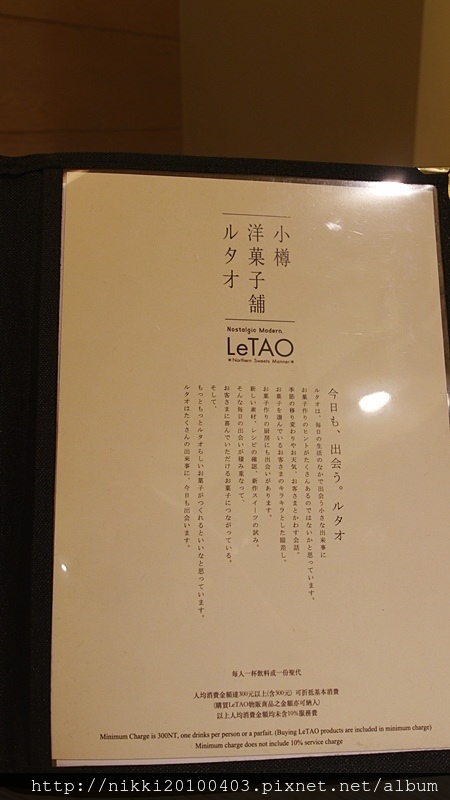 小樽
洋菓子舗
ルタオ
Nostalgic Modern
LeTAO
★Northern Sweets Manner★
今日も、出会う。ルタオ
ルタオは、毎日の生活のなかで出会う小さな出来事に
お菓子作りのヒントがたくさんあるのではないかと思っています。
季節の移り変わりやお天気、お客さまとかわす会話。
お菓子を選んでいるお客さまのキラキラとした眼差し。
お菓子作りの厨房にも出会いがあります。
新しい素材、レシピの確認、新作スイーツの試み。
そんな毎日の出会いが積み重なって、
お客さまに喜んでいただけるお菓子につながっている。
そして、
もっともっとルタオらしいお菓子がつくれるといいなと思っています。
ルタオはたくさんの出来事に、今日も出会います。
每人一杯飲料或一份聖代
人均消費金額達300元以上(含300元) 可折抵基本消費
(購買LeTAO物販商品之金額亦可納入)
以上人均消費金額均未含10%服務費
Minimum Charge is 300NT, one drinks per person or a parfait. (Buying LeTAO products are included in minimum charge)
Minimum charge does not include 10% service charge
http://nikki20100403.pixnet.net/album